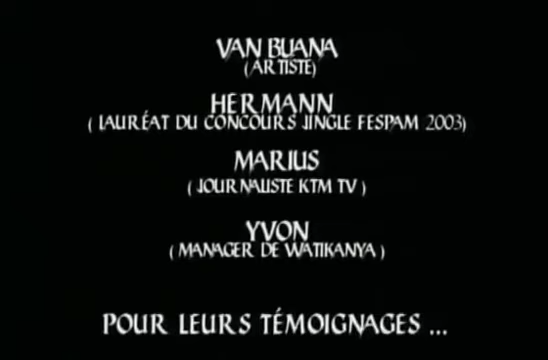 VAN BUANA
(ARTISTE)
HERMANN
( LAURÉAT DU CONCOURS JINGLE FESPAM 2003)
MARIUS
( JOURNALISTE KTM TV )
YVON
( MANAGER DE WATIKANYA )
POUR LEURS TÉMOIGNAGES ...